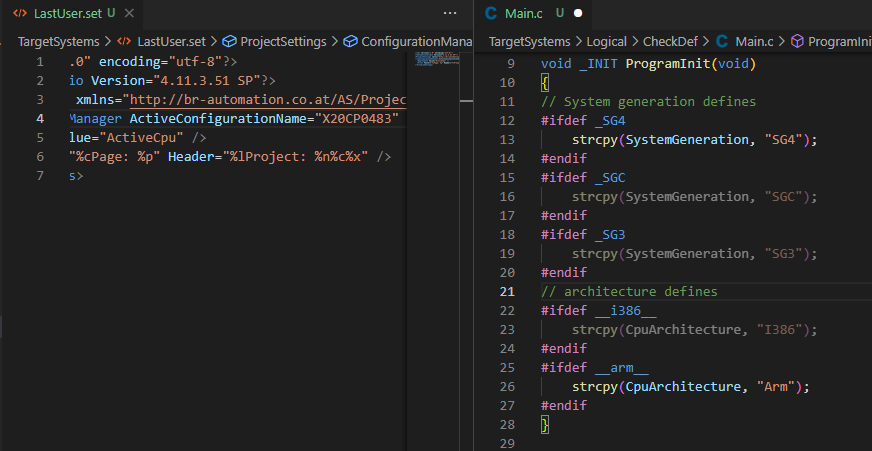 LastUser.set U
TargetSystems > LastUser.set > ProjectSettings > ConfigurationMana
1 .0" encoding="utf-8"?>
2 io Version="4.11.3.51 SP"?>
3 xmlns="http://br-automation.co.at/AS/Projec
4 Manager ActiveConfigurationName="X20CP0483"
5 lue="ActiveCpu" />
6 "%cPage: %p" Header="%lProject: %n%c%x" />
7 s>
Main.c U
TargetSystems > Logical > CheckDef > Main.c > ProgramIni
9 void _INIT ProgramInit(void)
10 {
11 // System generation defines
12 #ifdef _SG4
13 strcpy(SystemGeneration, "SG4");
14 #endif
15 #ifdef _SGC
16 strcpy(SystemGeneration, "SGC");
17 #endif
18 #ifdef _SG3
19 strcpy(SystemGeneration, "SG3");
20 #endif
21 // architecture defines
22 #ifdef __i386__
23 strcpy(CpuArchitecture, "I386");
24 #endif
25 #ifdef __arm__
26 strcpy(CpuArchitecture, "Arm");
27 #endif
28 }
29